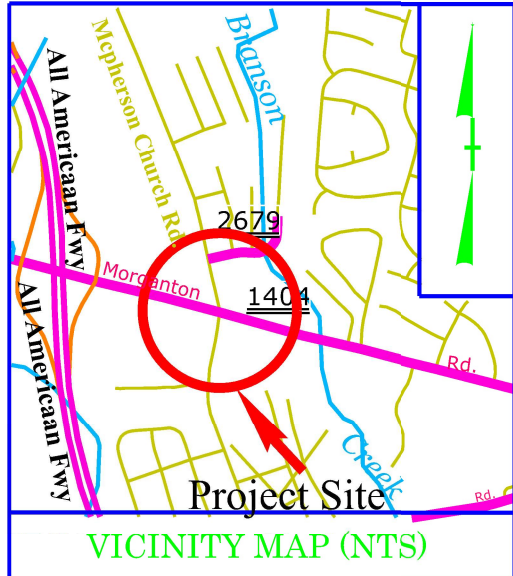 Branson
Mcpherson Church Rd.
All Americaan Fwy
2679
Morganton
1404
All Americaan Fwy
Rd.
Creek
Project Site
Rd.
VICINITY MAP (NTS)